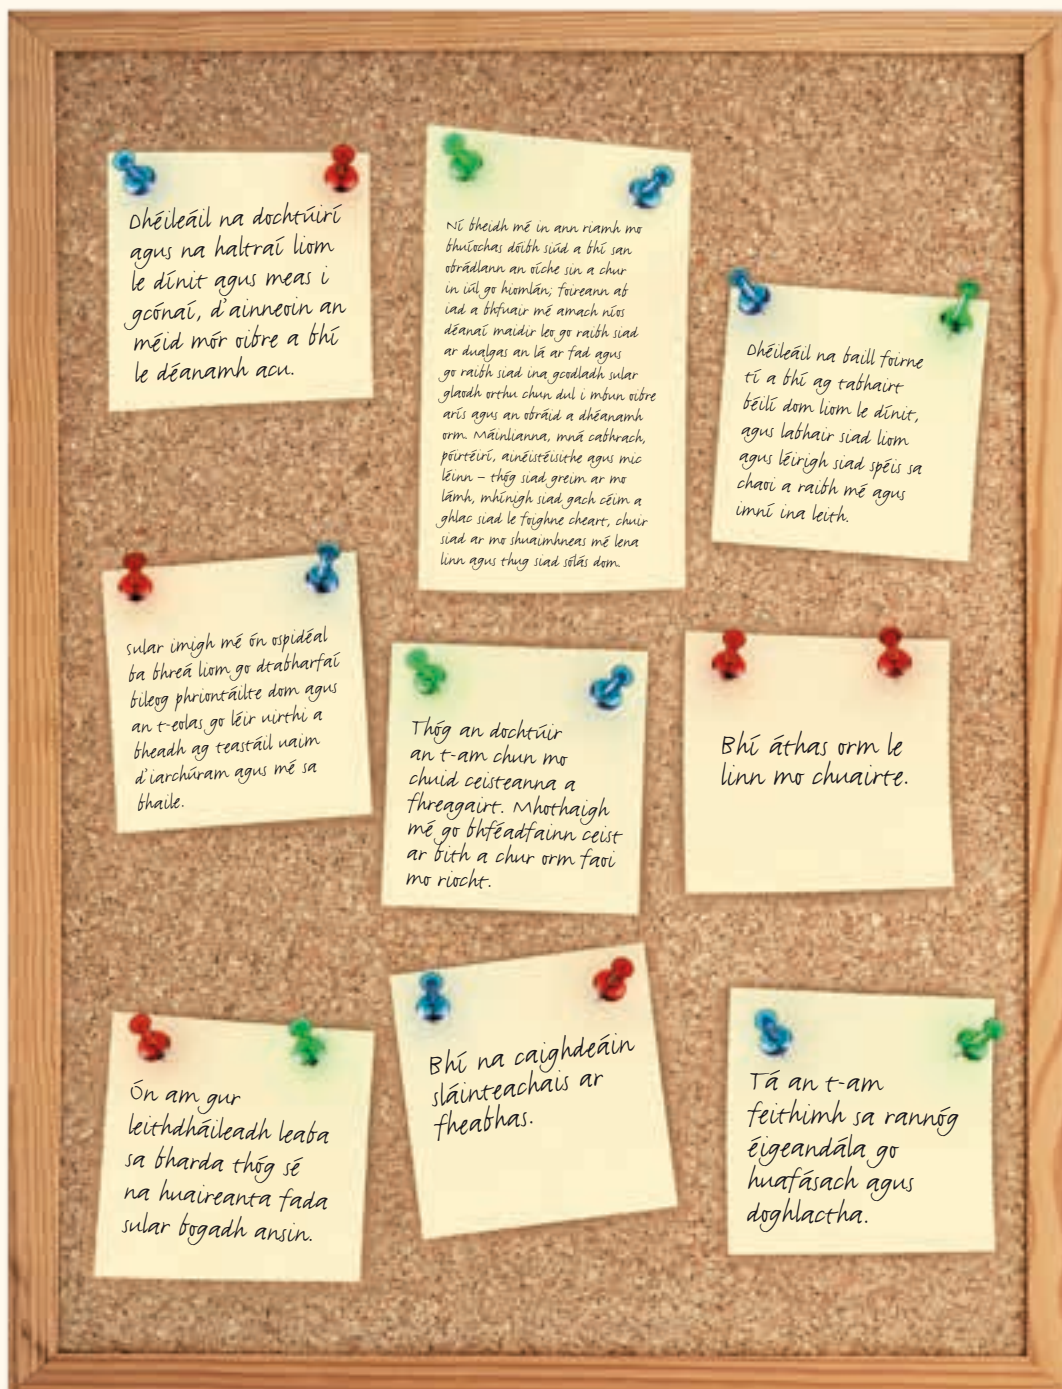 Dhéileáil na dochtúirí
agus na haltraí liom
le dínit agus meas i
gcónaí, d'ainneoin an
méid mór oibre a bhí
le déanamh acu.
Ní bheidh mé in ann riamh mo
bhuíochas dóibh siúd a bhí san
obrádlann an oíche sin a chur
in iúl go hiomlán; foireann ab
iad a bhfuair mé amach níos
déanaí maidir leo go raibh siad
ar dualgas an lá ar fad agus
go raibh siad ina gcodladh sular
glaodh orthu chun dul i mbun oibre
arís agus an obráid a dhéanamh
orm. Máinlianna, mná cabhrach,
póirtéirí, ainéistéisithe agus mic
léinn – thóg siad greim ar mo
lámh, mhínigh siad gach céim a
ghlac siad le foighne cheart, chuir
siad ar mo shuaimhneas mé lena
linn agus thug siad sólás dom.
Dhéileáil na baill foirne
tí a bhí ag tabhairt
béilí dom liom le dínit,
agus labhair siad liom
agus léirigh siad spéis sa
chaoi a raibh mé agus
imní ina leith.
Sular imigh mé ón ospidéal
ba bhreá liom go dtabharfaí
bileog phriontáilte dom agus
an t-eolas go léir uirthi a
bheadh ag teastáil uaim
d'iarchúram agus mé sa
bhaile.
Thóg an dochtúir
an t-am chun mo
chuid ceisteanna a
fhreagairt. Mhothaigh
mé go bhféadfainn ceist
ar bith a chur orm faoi
mo riocht.
Bhí áthas orm le
linn mo chuairte.
Ón am gur
leithdháileadh leaba
sa bharda thóg sé
na huaireanta fada
sular bogadh ansin.
Bhí na caighdeáin
sláinteachais ar
fheabhas.
Tá an t-am
feithimh sa rannóg
éigeandála go
huafásach agus
doghlactha.